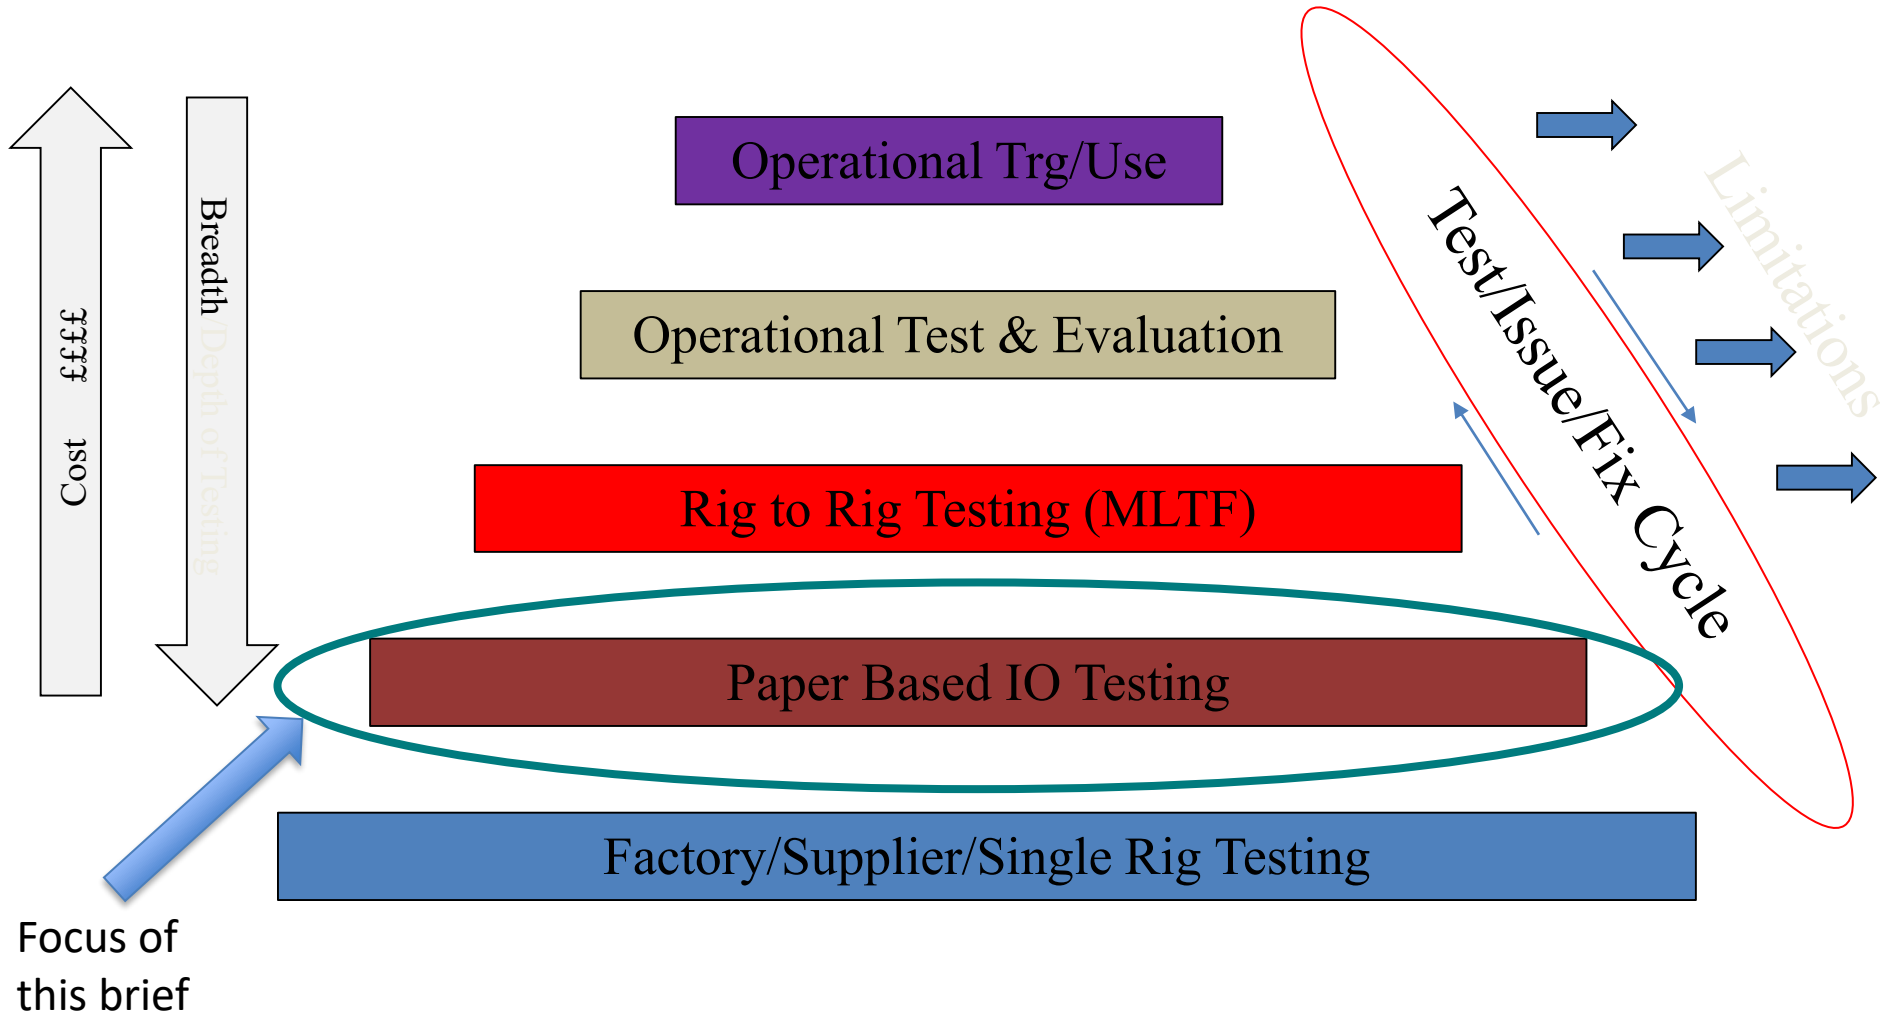 Cost £££££
Breadth/Depth of Testing
Operational Trg/Use
Operational Test & Evaluation
Rig to Rig Testing (MLTF)
Paper Based IO Testing
Factory/Supplier/Single Rig Testing
Test/Issue/Fix Cycle
Limitations
Focus of
this brief